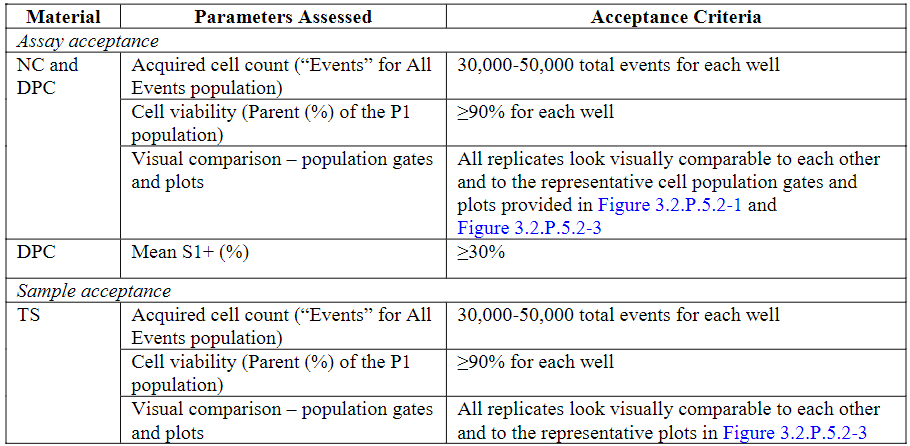 Material Parameters Assessed Acceptance Criteria
Assay acceptance
NC and DPC Acquired cell count (“Events” for All Events population) 30,000-50,000 total events for each well
Cell viability (Parent (%) of the P1 population) ≥90% for each well
Visual comparison – population gates and plots All replicates look visually comparable to each other and to the representative cell population gates and plots provided in Figure 3.2.P.5.2-1 and Figure 3.2.P.5.2-3
DPC Mean S1+ (%) ≥30%
Sample acceptance
TS Acquired cell count (“Events” for All Events population) 30,000-50,000 total events for each well
Cell viability (Parent (%) of the P1 population) ≥90% for each well
Visual comparison – population gates and plots All replicates look visually comparable to each other and to the representative plots in Figure 3.2.P.5.2-3